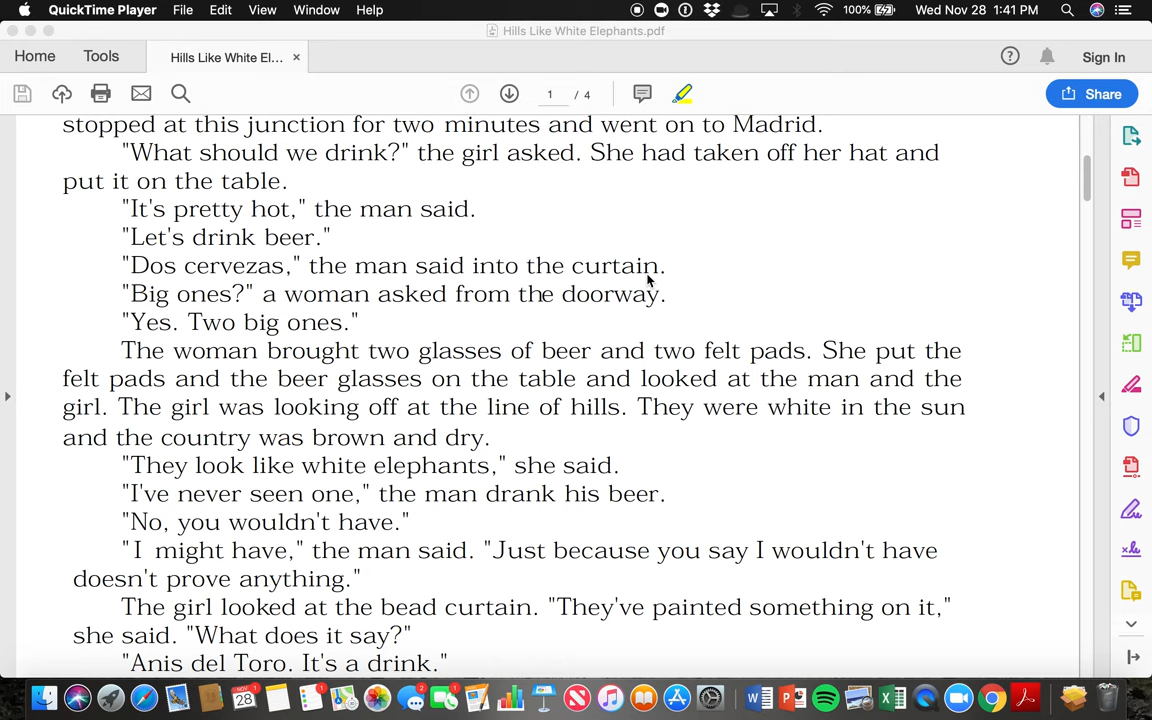 QuickTime Player File Edit View Window Help 100% Wed Nov 28 1:41 PM
Hills Like White Elephants.pdf
Home Tools Hills Like White El... × Sign In
1 / 4 Share
stopped at this junction for two minutes and went on to Madrid.
"What should we drink?" the girl asked. She had taken off her hat and
put it on the table.
"It's pretty hot," the man said.
"Let's drink beer."
"Dos cervezas," the man said into the curtain.
"Big ones?" a woman asked from the doorway.
"Yes. Two big ones."
The woman brought two glasses of beer and two felt pads. She put the
felt pads and the beer glasses on the table and looked at the man and the
girl. The girl was looking off at the line of hills. They were white in the sun
and the country was brown and dry.
"They look like white elephants," she said.
"I've never seen one," the man drank his beer.
"No, you wouldn't have."
"I might have," the man said. "Just because you say I wouldn't have
doesn't prove anything."
The girl looked at the bead curtain. "They've painted something on it,"
she said. "What does it say?"
"Anis del Toro. It's a drink."